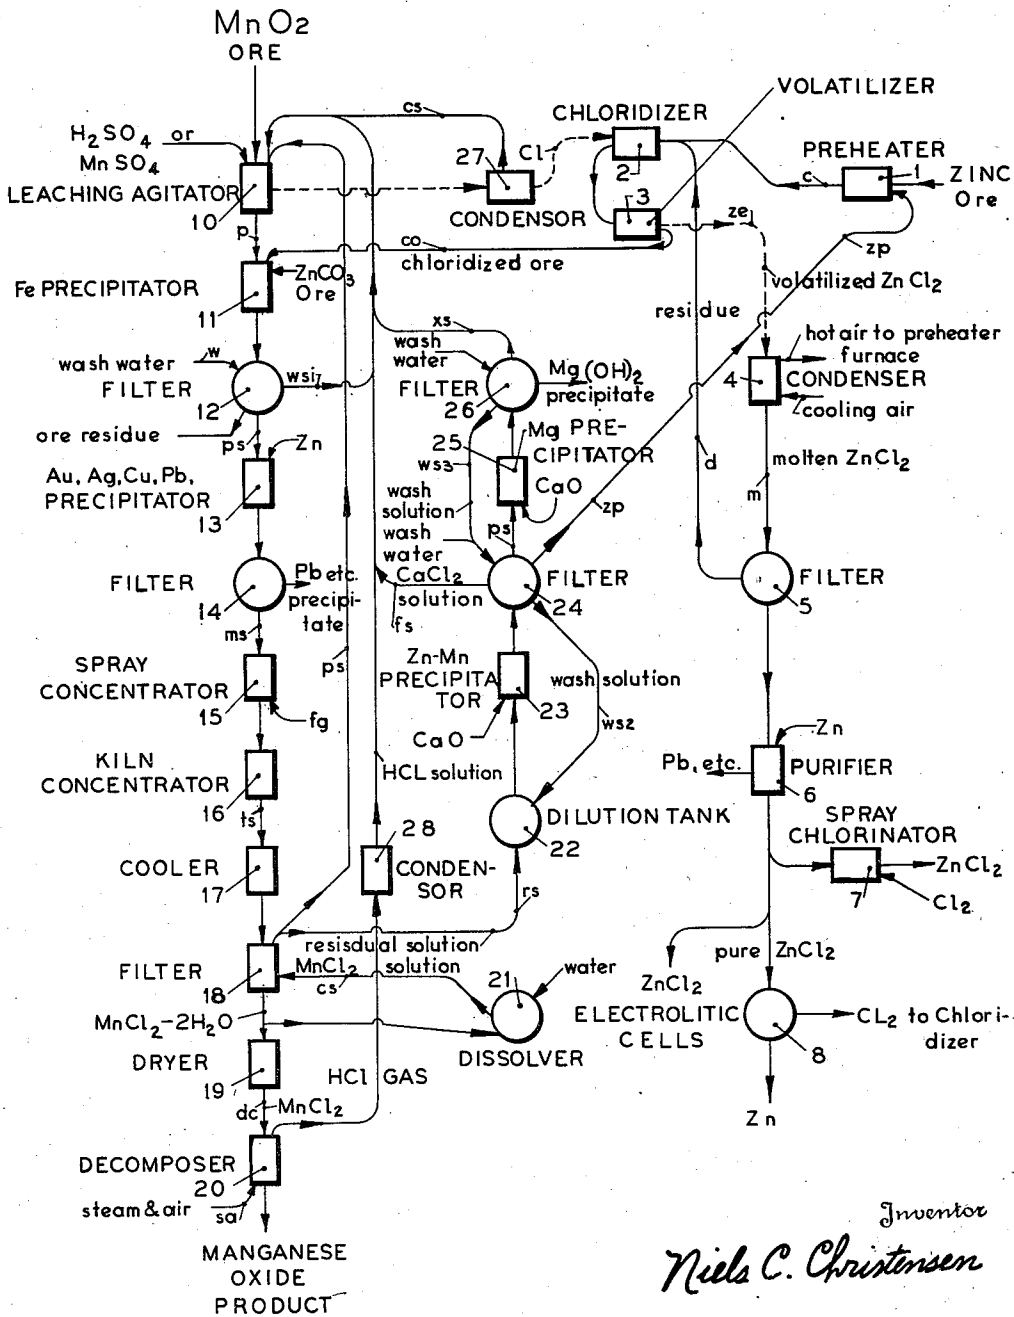 MnO2
ORE
H2SO4 or
MnSO4
LEACHING AGITATOR
10
p
cs
27
CONDENSOR
Cl
CHLORIDIZER
2
VOLATILIZER
3
PREHEATER
1
c
ZINC
Ore
ze
zp
co
chloridized ore
volatilized ZnCl2
Fe PRECIPITATOR
11
ZnCO3
Ore
residue
xs
wash
water
hot air to preheater
furnace
4
CONDENSER
cooling air
wash water
w
FILTER
12
wsi7
FILTER
26
Mg(OH)2
precipitate
ore residue
ps
Zn
25
Mg PRE-
CIPITATOR
CaO
ws3
d
molten ZnCl2
m
Au, Ag, Cu, Pb,
PRECIPITATOR
13
wash
solution
wash
water
ps
zp
FILTER
14
Pb etc.
precipi-
tate
CaCl2
solution
fs
FILTER
24
FILTER
5
ms
ps
SPRAY
CONCENTRATOR
15
fg
Zn-Mn
PRECIPITA
TOR
23
CaO
wash solution
ws2
KILN
CONCENTRATOR
16
HCL solution
Zn
Pb, etc.
PURIFIER
6
ts
28
CONDEN-
SOR
DILUTION TANK
22
SPRAY
CHLORINATOR
7
ZnCl2
Cl2
COOLER
17
rs
resisdual solution
FILTER
18
MnCl2 solution
cs
21
water
DISSOLVER
ZnCl2
pure ZnCl2
MnCl2-2H2O
ELECTROLITIC
CELLS
8
CL2 to Chlori-
dizer
DRYER
19
HCl GAS
dc
MnCl2
Zn
DECOMPOSER
20
steam & air
sa
MANGANESE
OXIDE
PRODUCT
Inventor
Niels C. Christensen